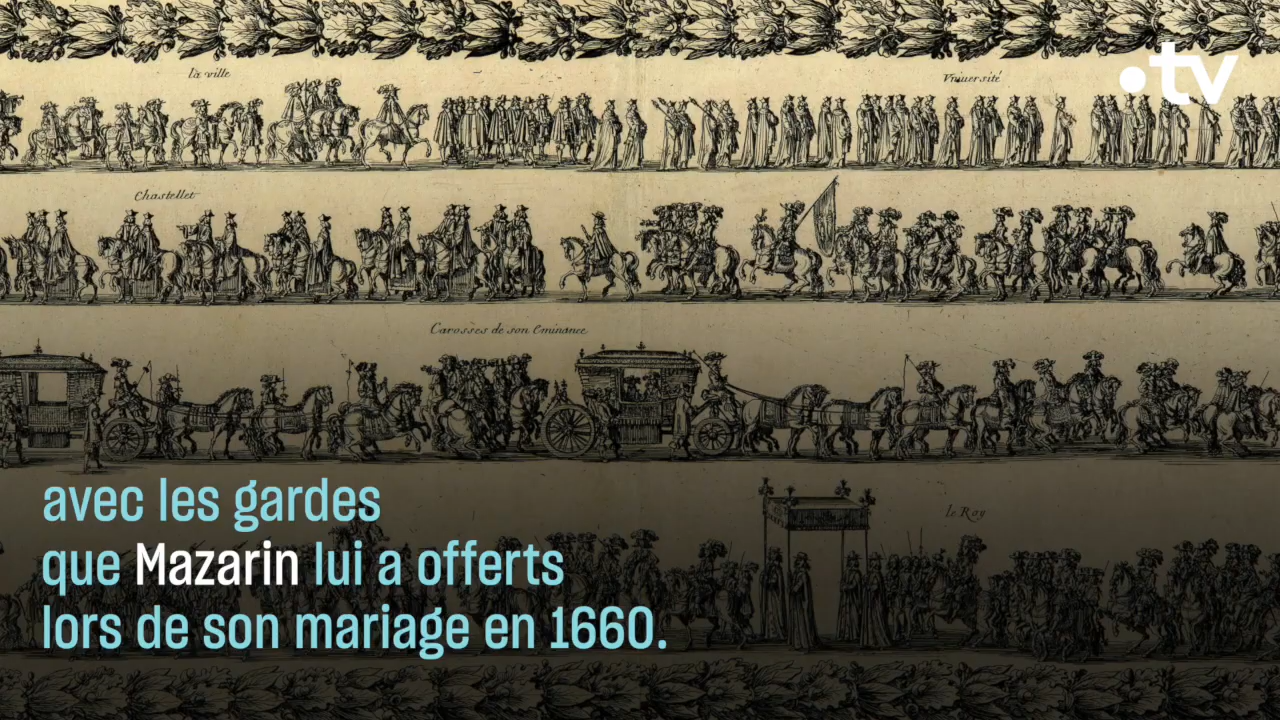 la ville
Vniuersité
.tv
Chastellet
Carosses de son Eminance
le Roy
avec les gardes
que Mazarin lui a offerts
lors de son mariage en 1660.